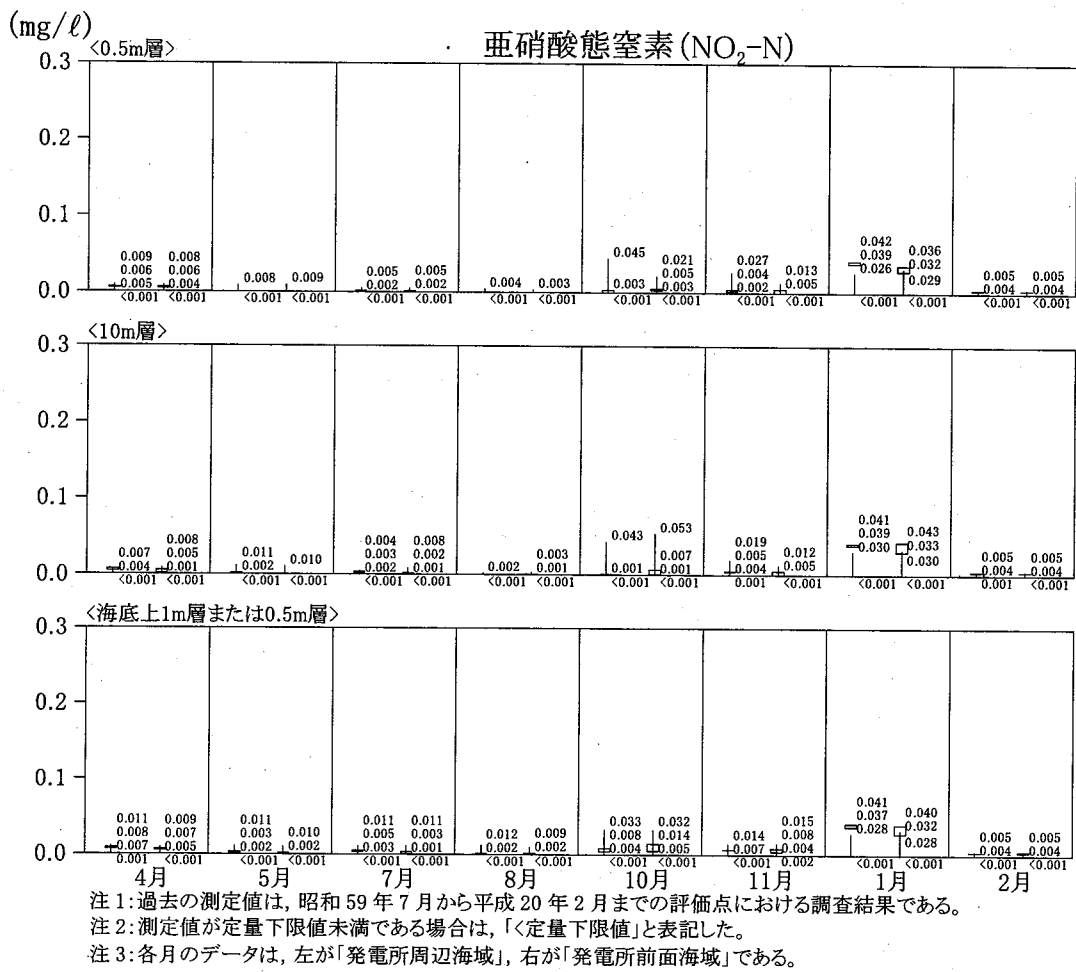 (mg/ℓ)
亜硝酸態窒素(NO₂-N)
<0.5m層>
0.3
0.2
0.1
0.0
0.009 0.008 0.006 0.006 0.005 0.004 <0.001 <0.001
0.008 0.009 <0.001 <0.001
0.005 0.005 0.002 0.002 <0.001 <0.001
0.004 0.003 <0.001 <0.001
0.045 0.021 0.005 0.003 0.003 <0.001 <0.001
0.027 0.013 0.004 0.005 0.002 <0.001 <0.001
0.042 0.036 0.039 0.032 0.026 0.029 <0.001 <0.001
0.005 0.005 0.004 0.004 <0.001 <0.001
<10m層>
0.3
0.2
0.1
0.0
0.007 0.008 0.005 0.004 0.001 <0.001 <0.001
0.011 0.010 0.002 <0.001 <0.001
0.004 0.008 0.003 0.002 0.002 0.001 <0.001 <0.001
0.002 0.003 0.001 <0.001 <0.001
0.043 0.053 0.007 0.001 0.001 <0.001 <0.001
0.019 0.012 0.005 0.005 0.004 0.001 <0.001
0.041 0.043 0.039 0.033 0.030 0.030 <0.001 <0.001
0.005 0.005 0.004 0.004 0.001 <0.001
<海底上1m層または0.5m層>
0.3
0.2
0.1
0.0
0.011 0.009 0.008 0.007 0.007 0.005 0.001 <0.001
0.011 0.010 0.003 0.002 0.002 <0.001 <0.001
0.011 0.011 0.005 0.003 0.003 0.001 <0.001 <0.001
0.012 0.009 0.002 0.002 <0.001 <0.001
0.033 0.032 0.008 0.014 0.004 0.005 <0.001 <0.001
0.014 0.015 0.008 0.007 0.004 <0.001 0.002
0.041 0.040 0.037 0.032 0.028 0.028 <0.001 <0.001
0.005 0.005 0.004 0.004 <0.001 <0.001
4月 5月 7月 8月 10月 11月 1月 2月
注1:過去の測定値は, 昭和59年7月から平成20年2月までの評価点における調査結果である。
注2:測定値が定量下限値未満である場合は,「<定量下限値」と表記した。
注3:各月のデータは, 左が「発電所周辺海域」, 右が「発電所前面海域」である。